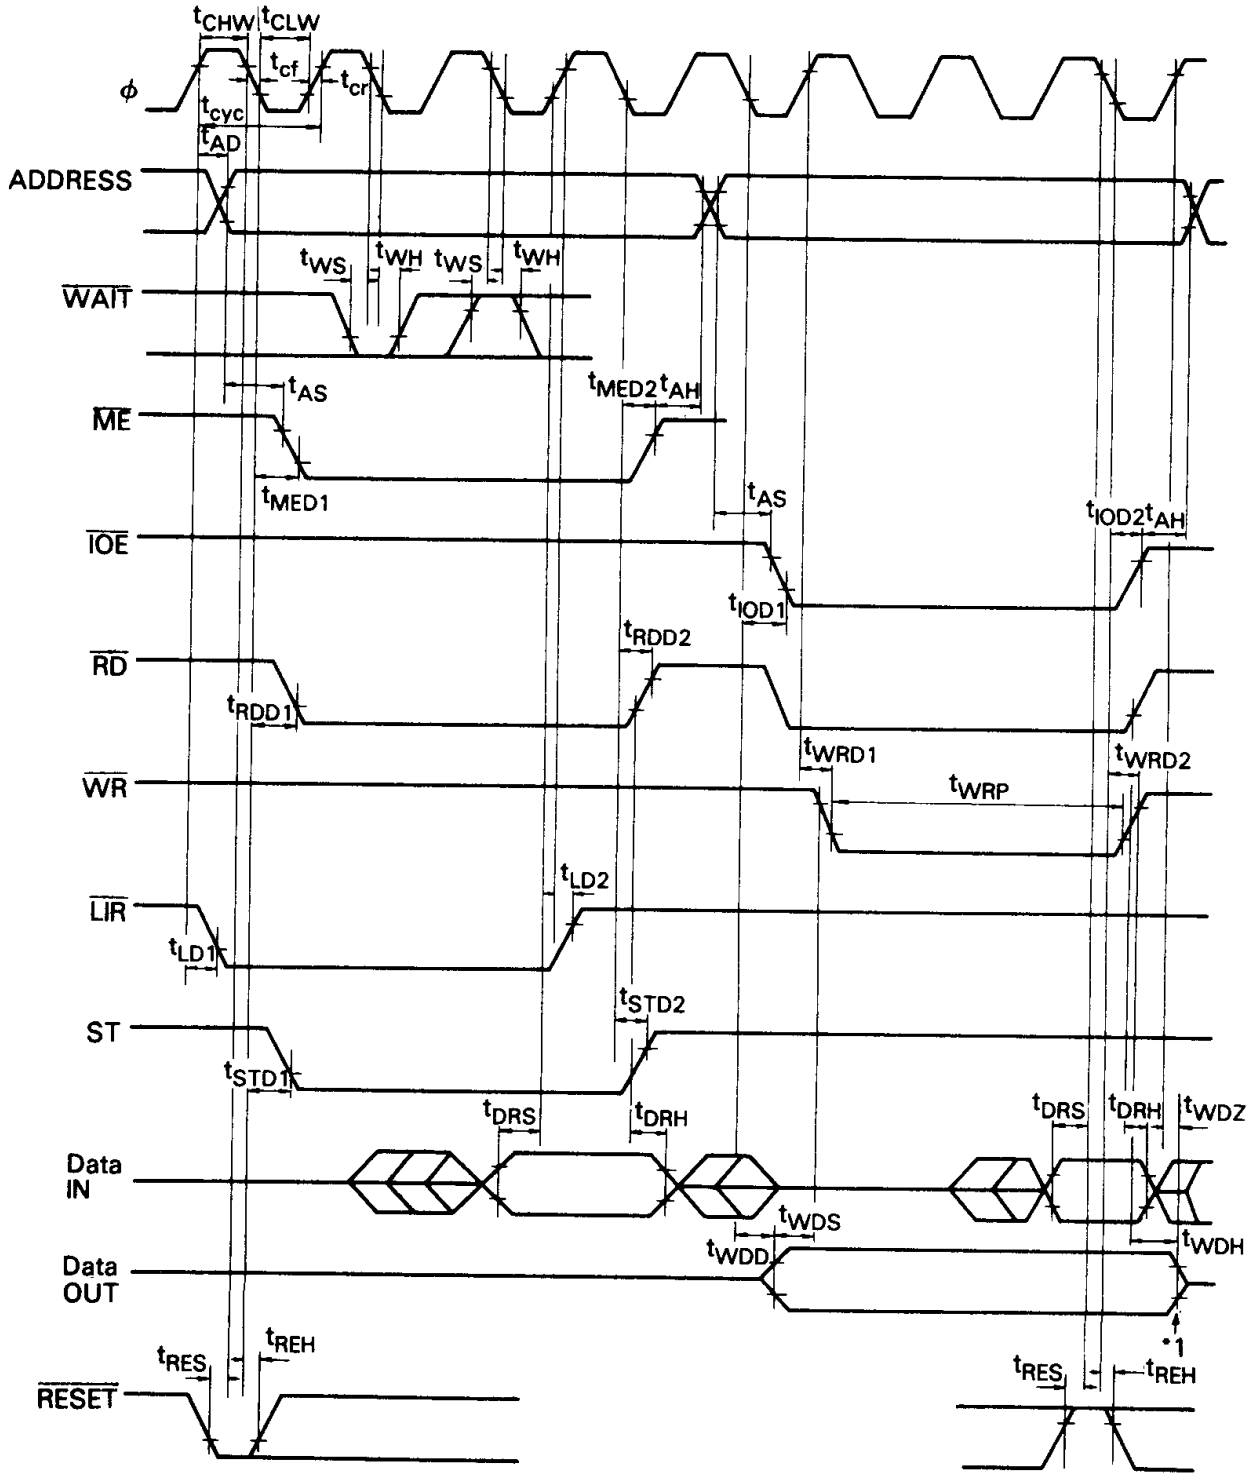 tCHW tCLW
tcf
tcr
φ
tcyc
tAD
ADDRESS
tWS tWH tWS tWH
WAIT
tAS tMED2 tAH
ME
tMED1
tAS tIOD2 tAH
IOE
tIOD1
tRDD2
RD
tRDD1
tWRD1 tWRD2
WR tWRP
tLD2
LIR
tLD1
tSTD2
ST
tSTD1
tDRS tDRH tDRS tDRH tWDZ
Data
IN
tWDS
tWDD tWDH
Data
OUT
*1
tRES tREH tRES tREH
RESET